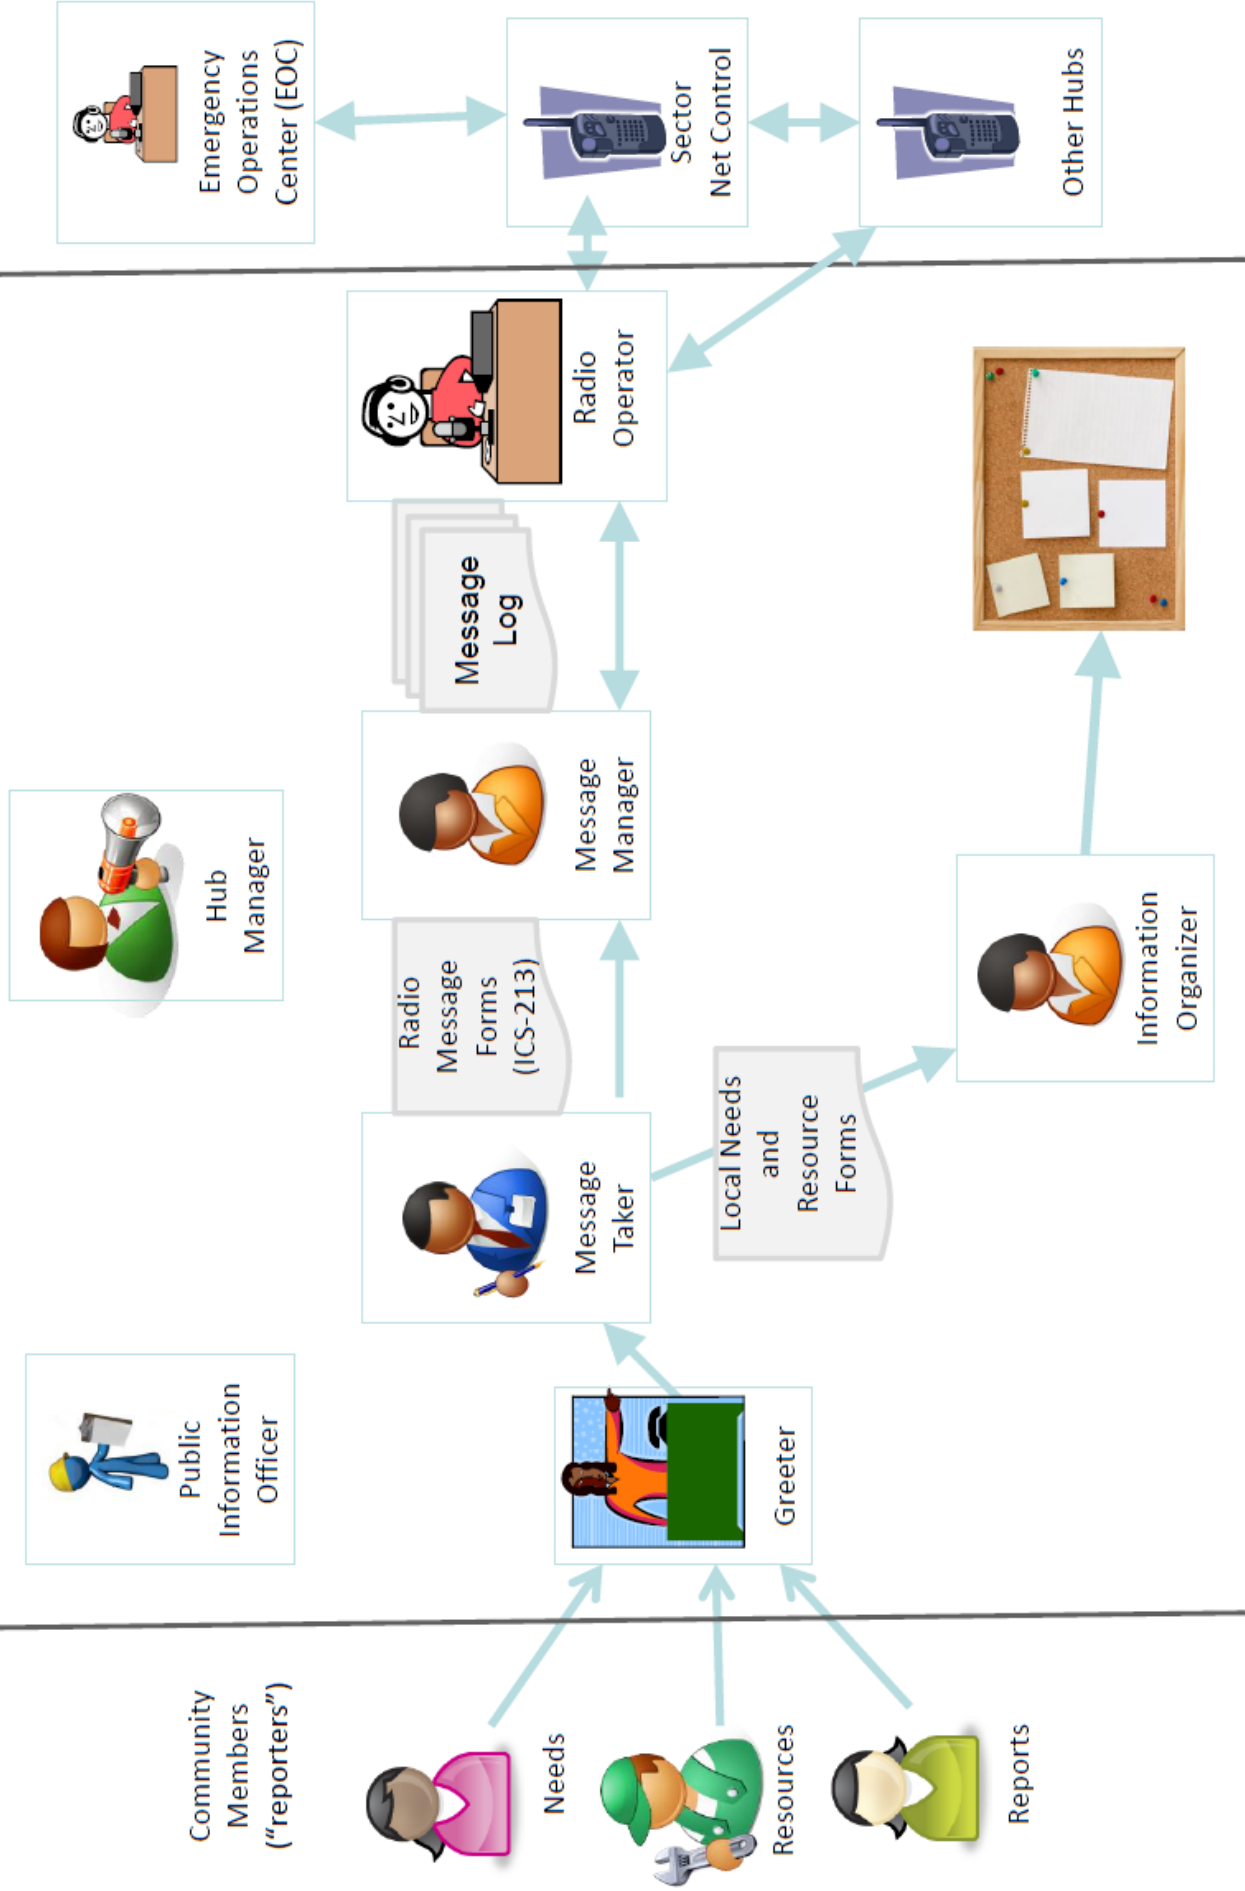 Community
Members
(“reporters”)
Needs
Resources
Reports
Public
Information
Officer
Greeter
Hub
Manager
Message
Taker
Radio
Message
Forms
(ICS-213)
Local Needs
and
Resource
Forms
Message
Manager
Message
Log
Information
Organizer
Radio
Operator
Emergency
Operations
Center (EOC)
Sector
Net Control
Other Hubs